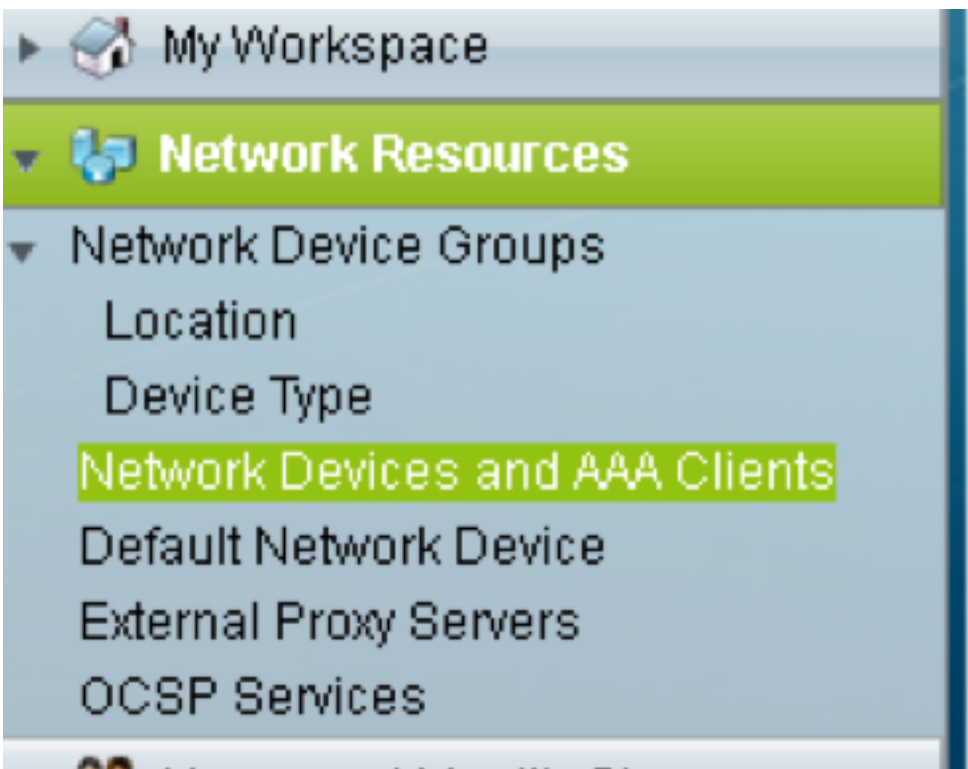 My Workspace
Network Resources
Network Device Groups
Location
Device Type
Network Devices and AAA Clients
Default Network Device
External Proxy Servers
OCSP Services